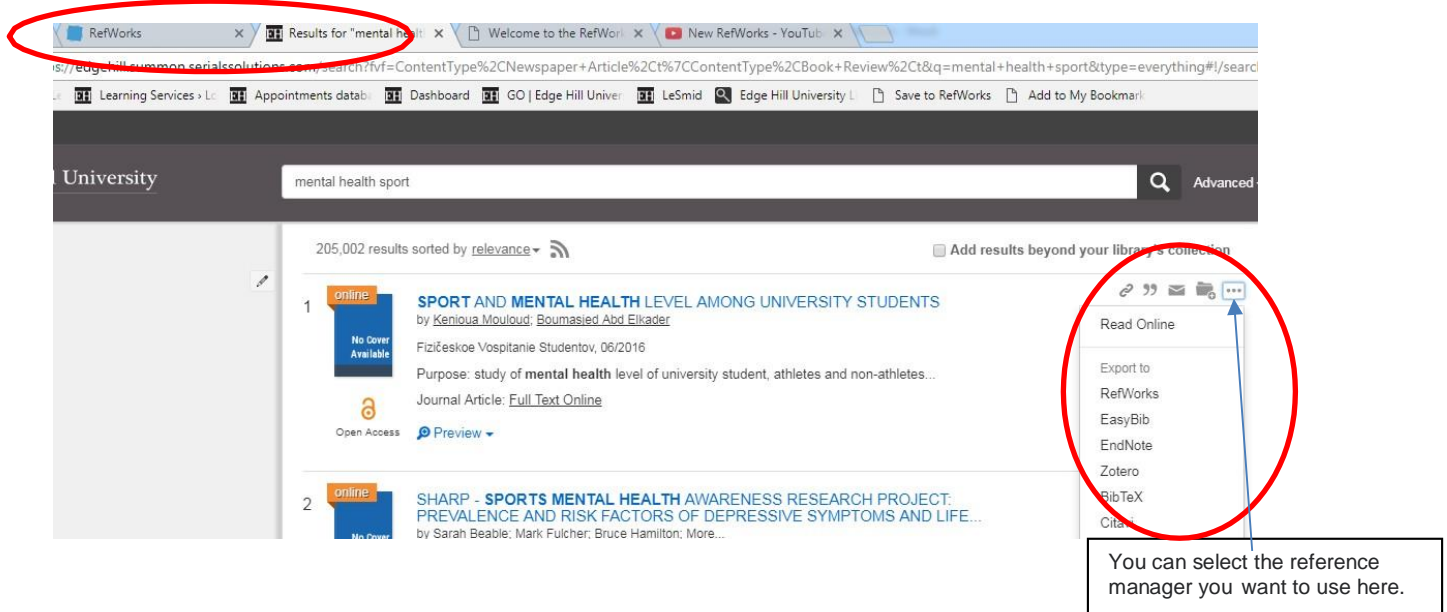 RefWorks
Results for "mental healt
Welcome to the RefWor
New RefWorks - YouTub
s://edgehill.summon.serialssolutions.com/search?fvf=ContentType%2CNewspaper+Article%2Ct%7CContentType%2CBook+Review%2Ct&q=mental+health+sport&type=everything#!/searc
Learning Services › Lo
Appointments databa
Dashboard
GO | Edge Hill Univer
LeSmid
Edge Hill University L
Save to RefWorks
Add to My Bookmark
University
mental health sport
Advanced
205,002 results sorted by relevance
Add results beyond your library's collection
1
online
No Cover
Available
SPORT AND MENTAL HEALTH LEVEL AMONG UNIVERSITY STUDENTS
by Kenioua Mouloud; Boumasjed Abd Elkader
Fizičeskoe Vospitanie Studentov, 06/2016
Purpose: study of mental health level of university student, athletes and non-athletes...
Journal Article: Full Text Online
Open Access
Preview
Read Online
Export to
RefWorks
EasyBib
EndNote
Zotero
BibTeX
Citavi
2
online
No Cover
SHARP - SPORTS MENTAL HEALTH AWARENESS RESEARCH PROJECT:
PREVALENCE AND RISK FACTORS OF DEPRESSIVE SYMPTOMS AND LIFE...
by Sarah Beable; Mark Fulcher; Bruce Hamilton; More...
You can select the reference
manager you want to use here.